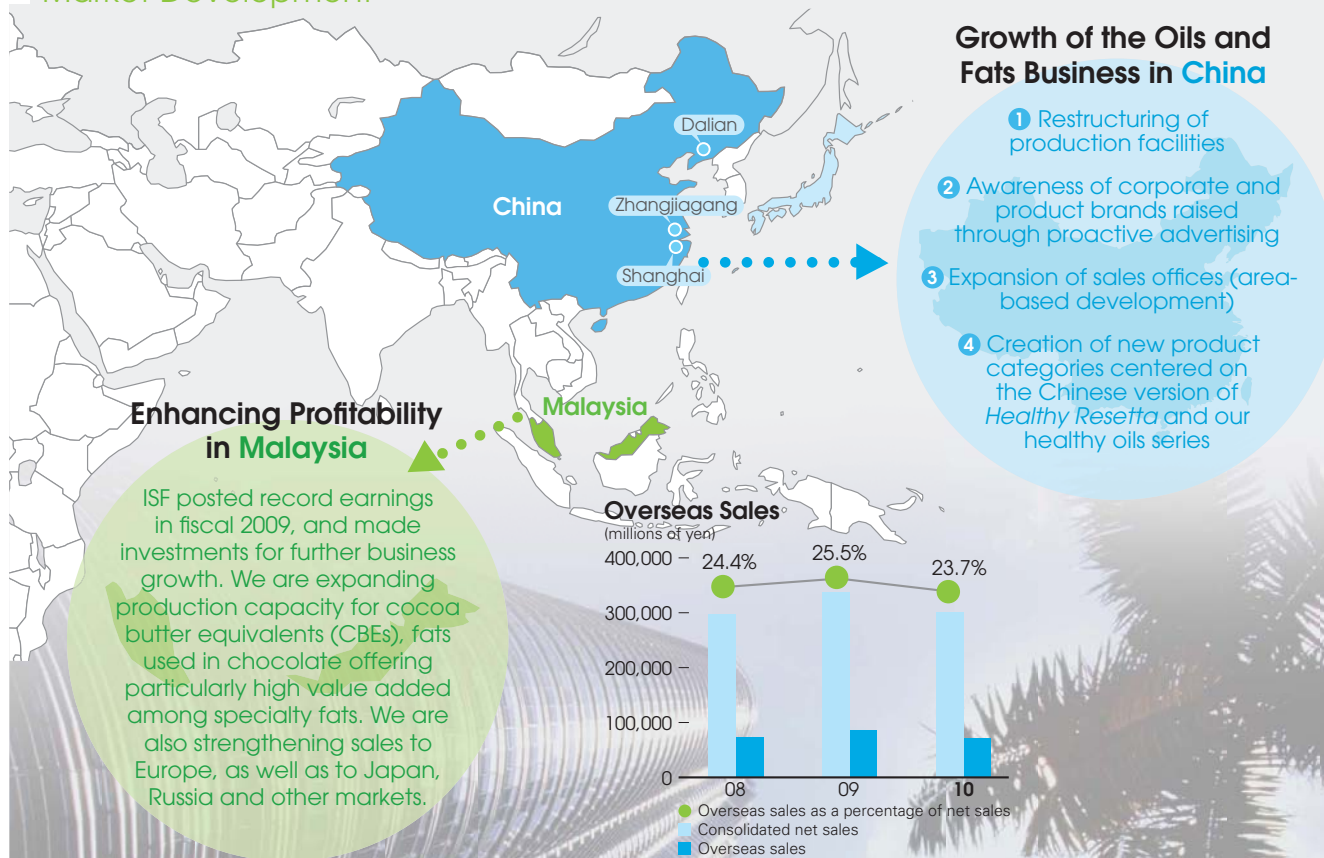 Market Development
Growth of the Oils and
Fats Business in China
1 Restructuring of
production facilities
2 Awareness of corporate and
product brands raised
through proactive advertising
3 Expansion of sales offices (area-
based development)
4 Creation of new product
categories centered on
the Chinese version of
Healthy Resetta and our
healthy oils series
Dalian
China
Zhangjiagang
Shanghai
Malaysia
Enhancing Profitability
in Malaysia
ISF posted record earnings
in fiscal 2009, and made
investments for further business
growth. We are expanding
production capacity for cocoa
butter equivalents (CBEs), fats
used in chocolate offering
particularly high value added
among specialty fats. We are
also strengthening sales to
Europe, as well as to Japan,
Russia and other markets.
Overseas Sales
(millions of yen)
400,000
300,000
200,000
100,000
0
24.4%
25.5%
23.7%
08
09
10
Overseas sales as a percentage of net sales
Consolidated net sales
Overseas sales